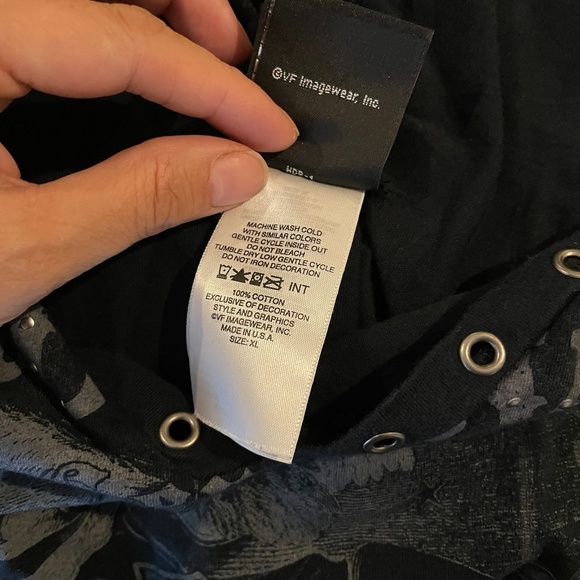 ©VF Imagewear, Inc.
MACHINE WASH COLD
WITH SIMILAR COLORS
GENTLE CYCLE INSIDE OUT
DO NOT BLEACH
TUMBLE DRY LOW GENTLE CYCLE
DO NOT IRON DECORATION
INT
100% COTTON
EXCLUSIVE OF DECORATION
STYLE AND GRAPHICS
©VF IMAGEWEAR, INC.
MADE IN U.S.A.
SIZE: XL